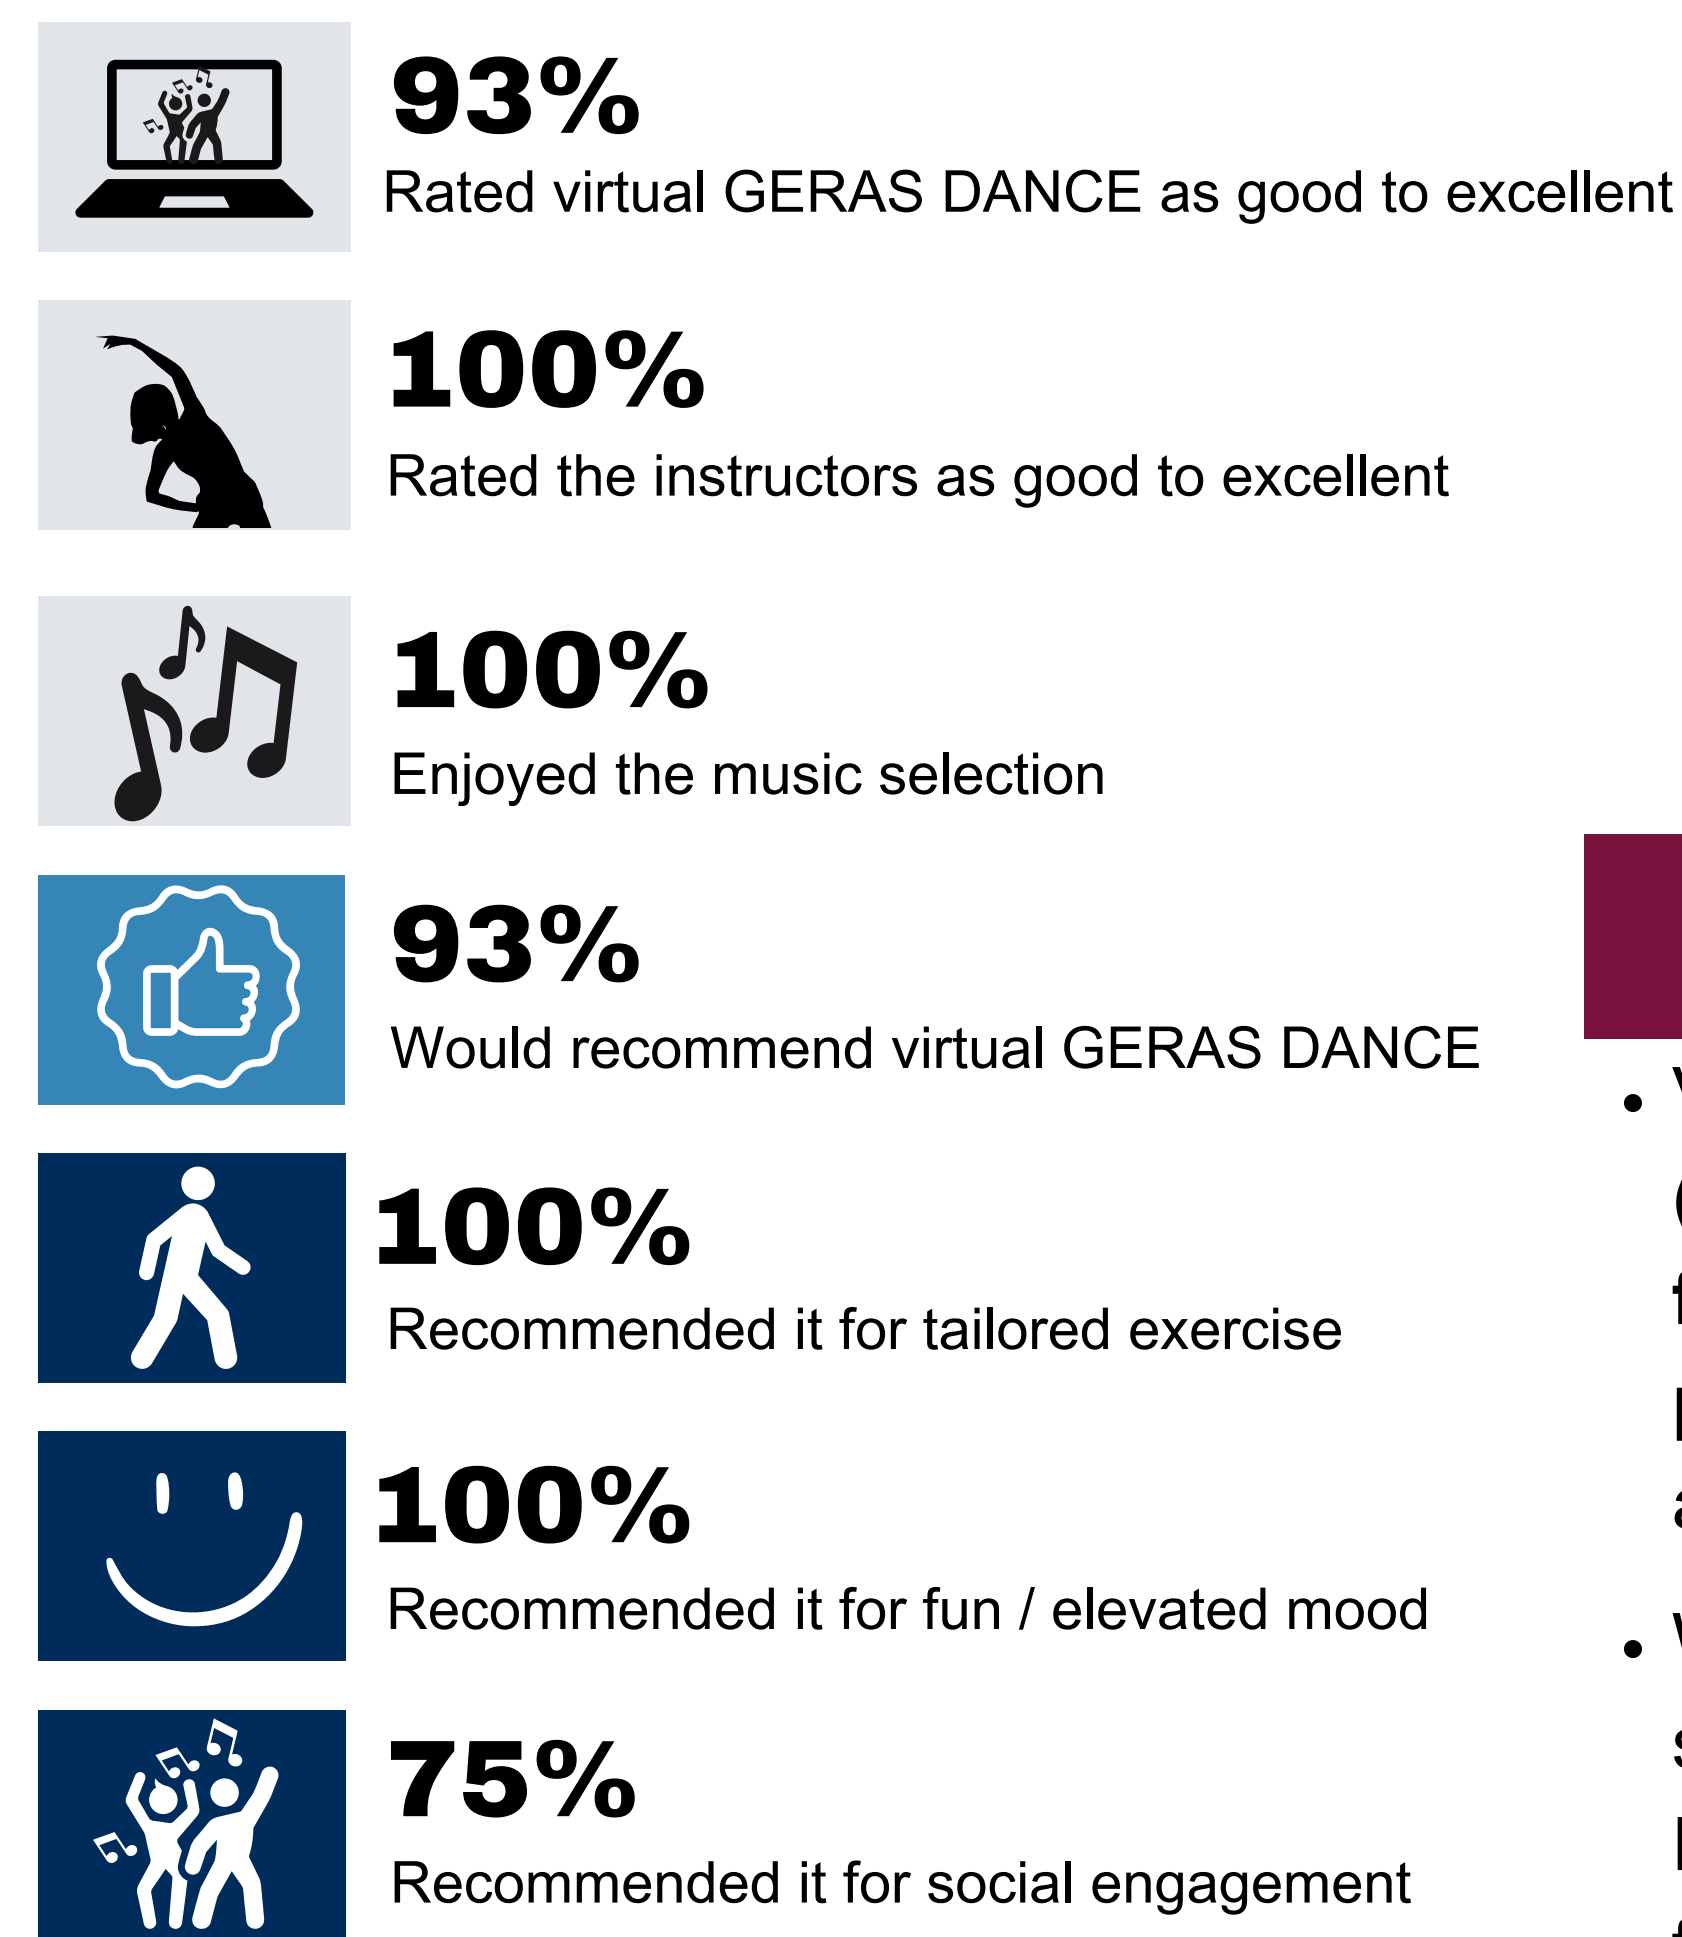 93%
Rated virtual GERAS DANCE as good to excellent
100%
Rated the instructors as good to excellent
100%
Enjoyed the music selection
93%
Would recommend virtual GERAS DANCE
100%
Recommended it for tailored exercise
100%
Recommended it for fun / elevated mood
75%
Recommended it for social engagement